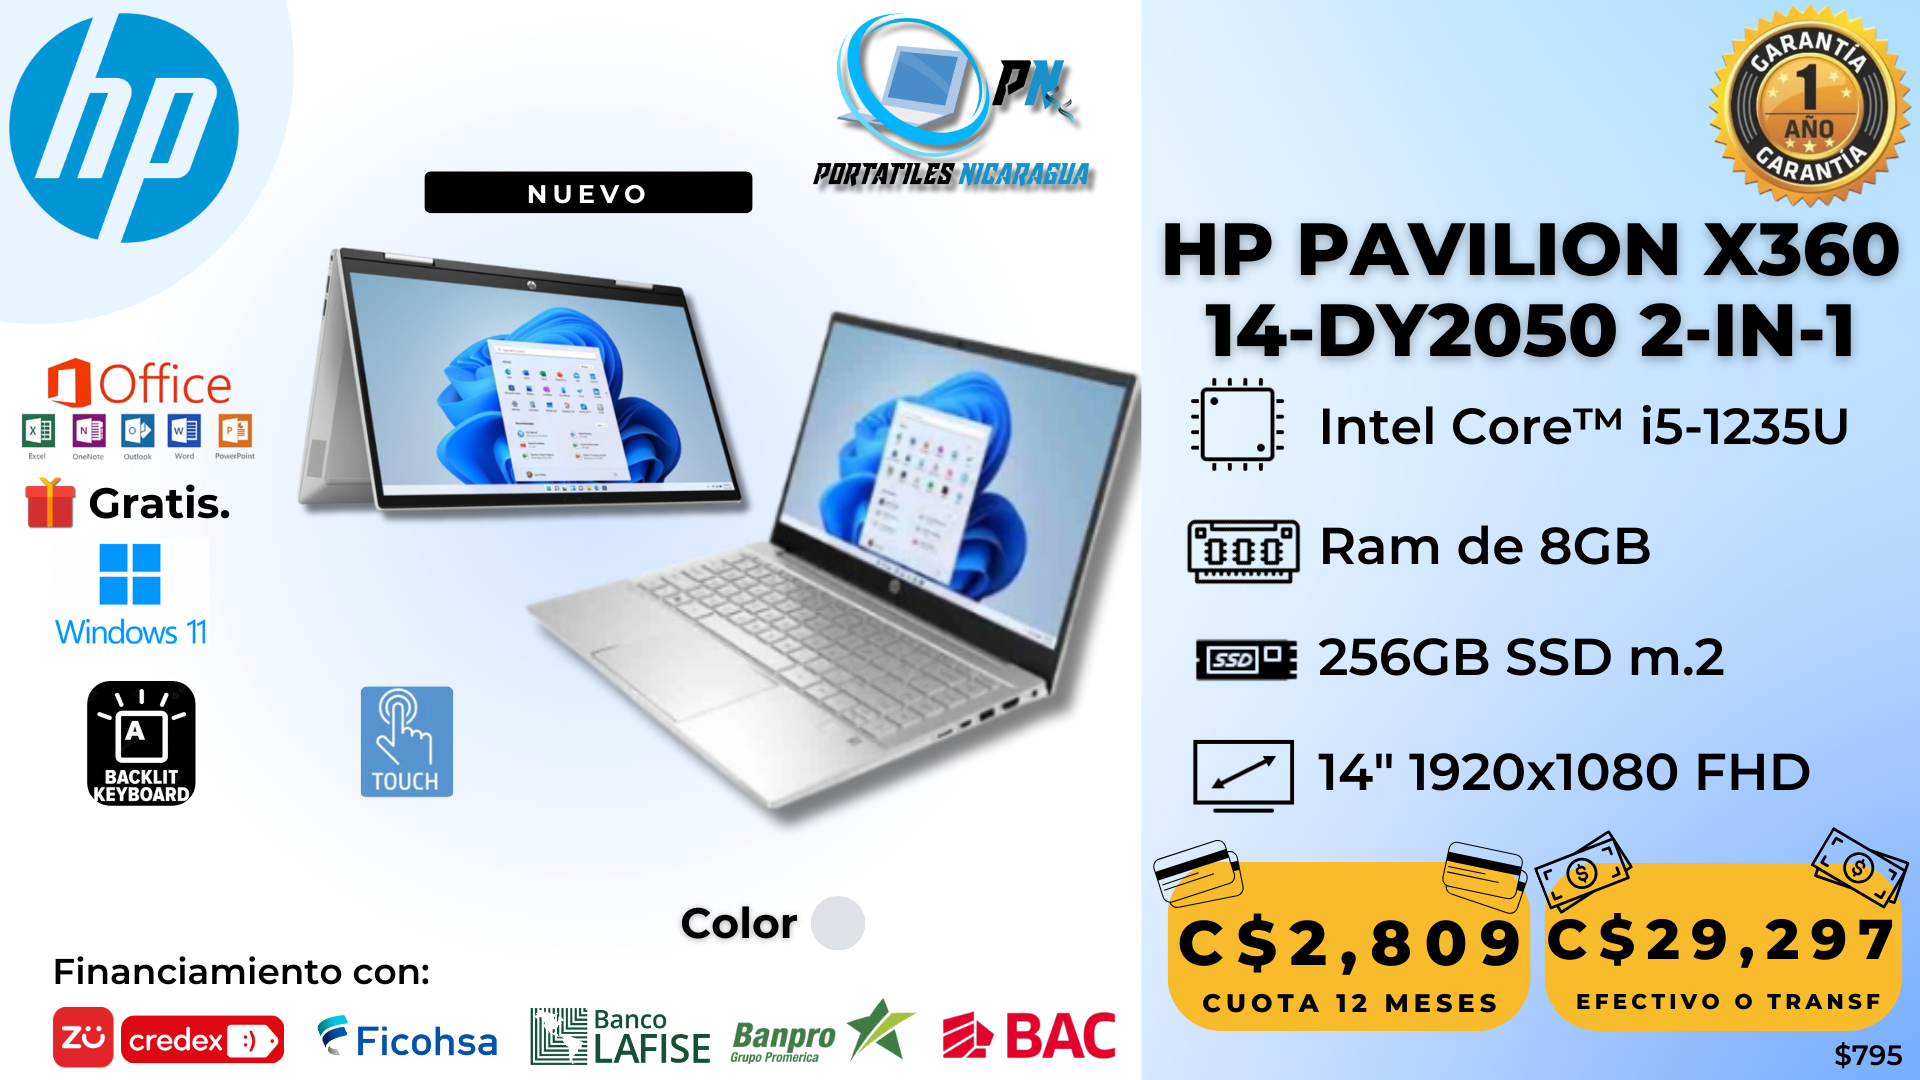 hp
PN
PORTATILES NICARAGUA
NUEVO
Office
Excel OneNote Outlook Word PowerPoint
Gratis.
Windows 11
A
BACKLIT
KEYBOARD
TOUCH
Color
Financiamiento con:
zū
credex :)
Ficohsa
Banco
LAFISE
Banpro
Grupo Promerica
BAC
GARANTÍA
1
AÑO
GARANTÍA
HP PAVILION X360
14-DY2050 2-IN-1
Intel Core™ i5-1235U
Ram de 8GB
SSD
256GB SSD m.2
14" 1920x1080 FHD
C$2,809
CUOTA 12 MESES
C$29,297
EFECTIVO O TRANSF
$795